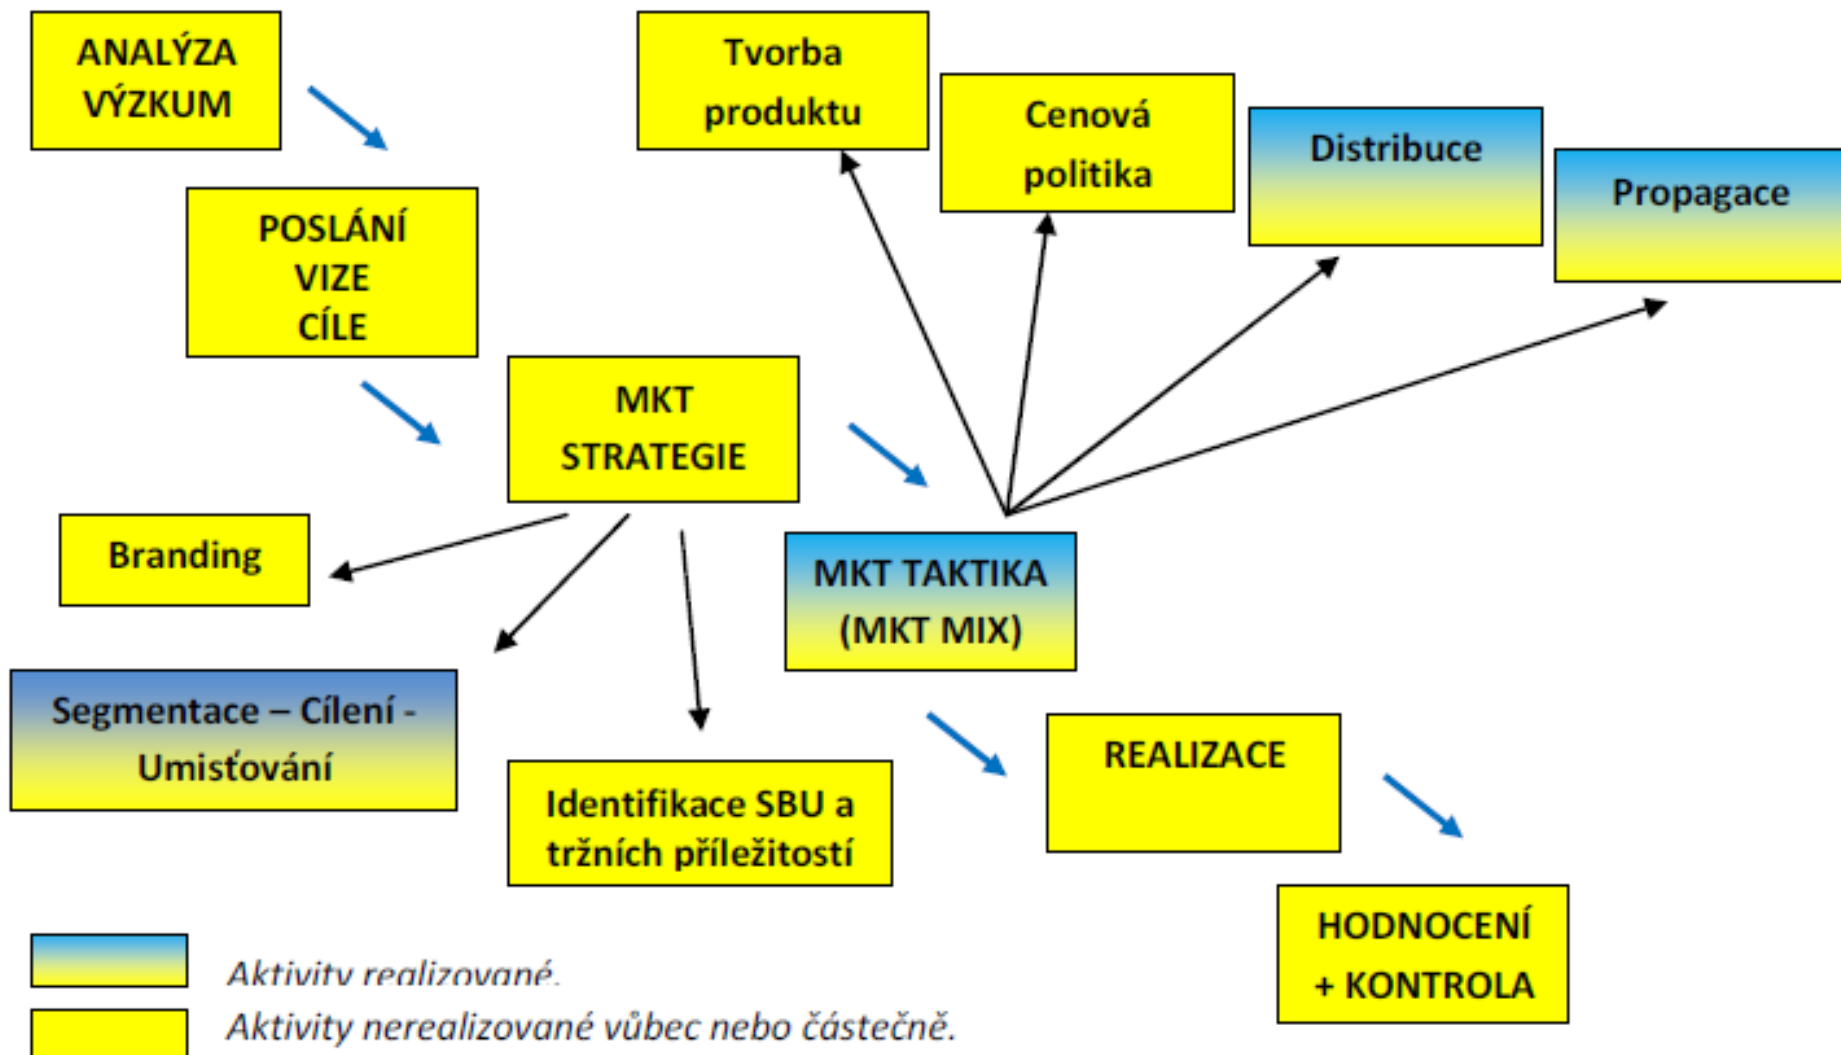 ANALÝZA
VÝZKUM
Tvorba
produktu
Cenová
politika
Distribuce
Propagace
POSLÁNÍ
VIZE
CÍLE
MKT
STRATEGIE
Branding
MKT TAKTIKA
(MKT MIX)
Segmentace – Cílení -
Umisťování
Identifikace SBU a
tržních příležitostí
REALIZACE
HODNOCENÍ
+ KONTROLA
Aktivity realizované.
Aktivity nerealizované vůbec nebo částečně.